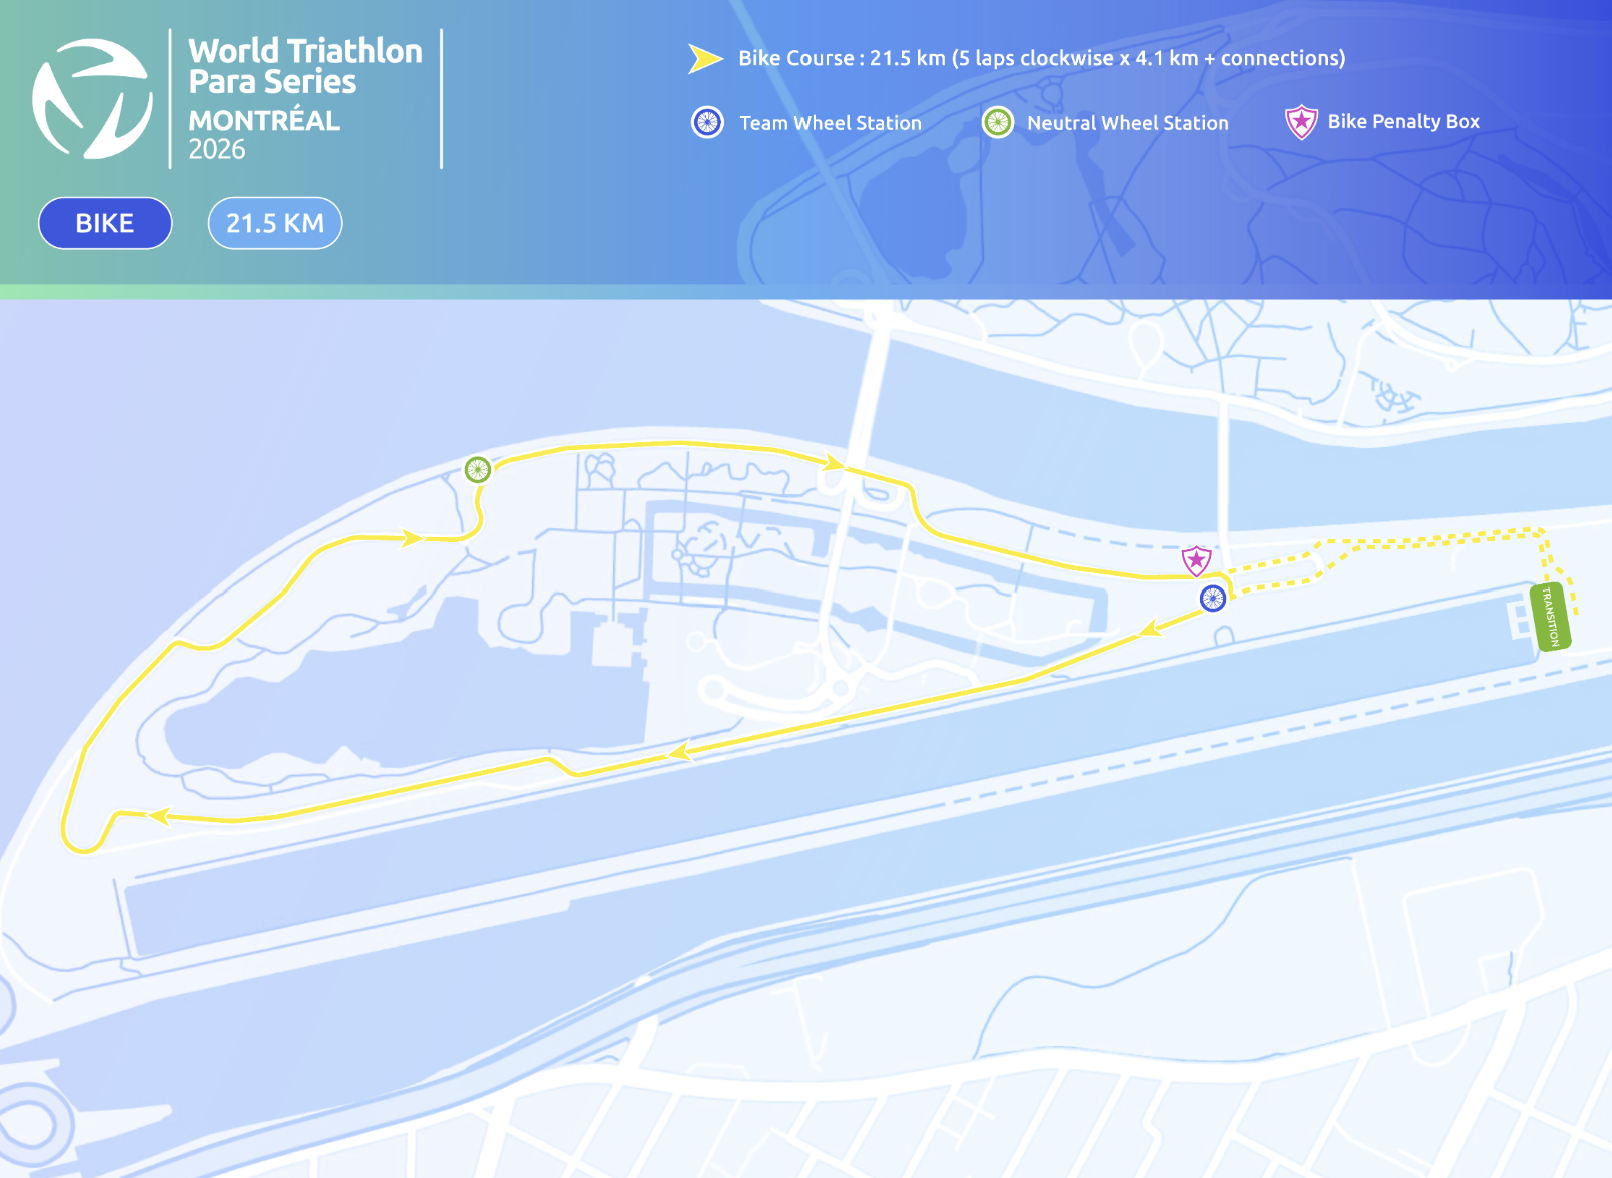 World Triathlon
Para Series
MONTRÉAL
2026
BIKE
21.5 KM
Bike Course : 21.5 km (5 laps clockwise x 4.1 km + connections)
Team Wheel Station
Neutral Wheel Station
Bike Penalty Box
TRANSITION